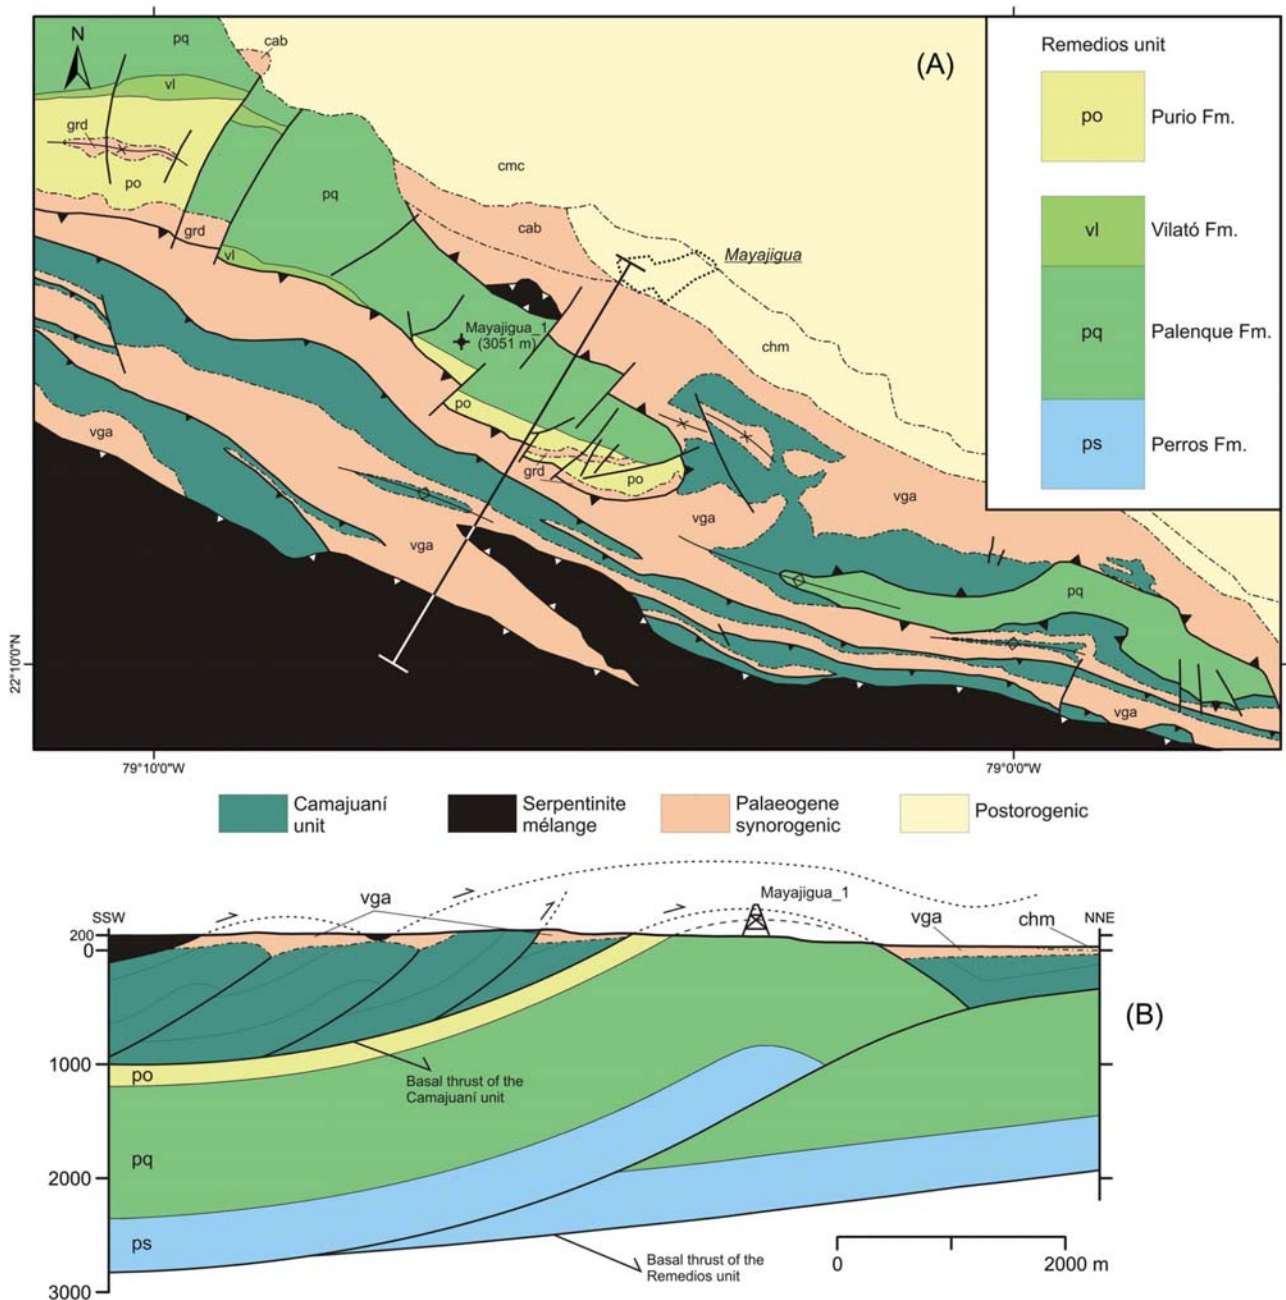 N
(A)
pq
cab
vl
grd
po
pq
cmc
cab
grd
vl
Mayajigua
Mayajigua_1
(3051 m)
chm
po
vga
grd
po
vga
vga
vga
pq
vga
22°10'0"N
79°10'0"W
79°0'0"W
Remedios unit
po
Purio Fm.
vl
Vilató Fm.
pq
Palenque Fm.
ps
Perros Fm.
Camajuaní
unit
Serpentinite
mélange
Palaeogene
synorogenic
Postorogenic
SSW
vga
Mayajigua_1
vga
chm
NNE
200
0
(B)
1000
po
Basal thrust of the
Camajuaní unit
pq
2000
ps
Basal thrust of the
Remedios unit
3000
0
2000 m